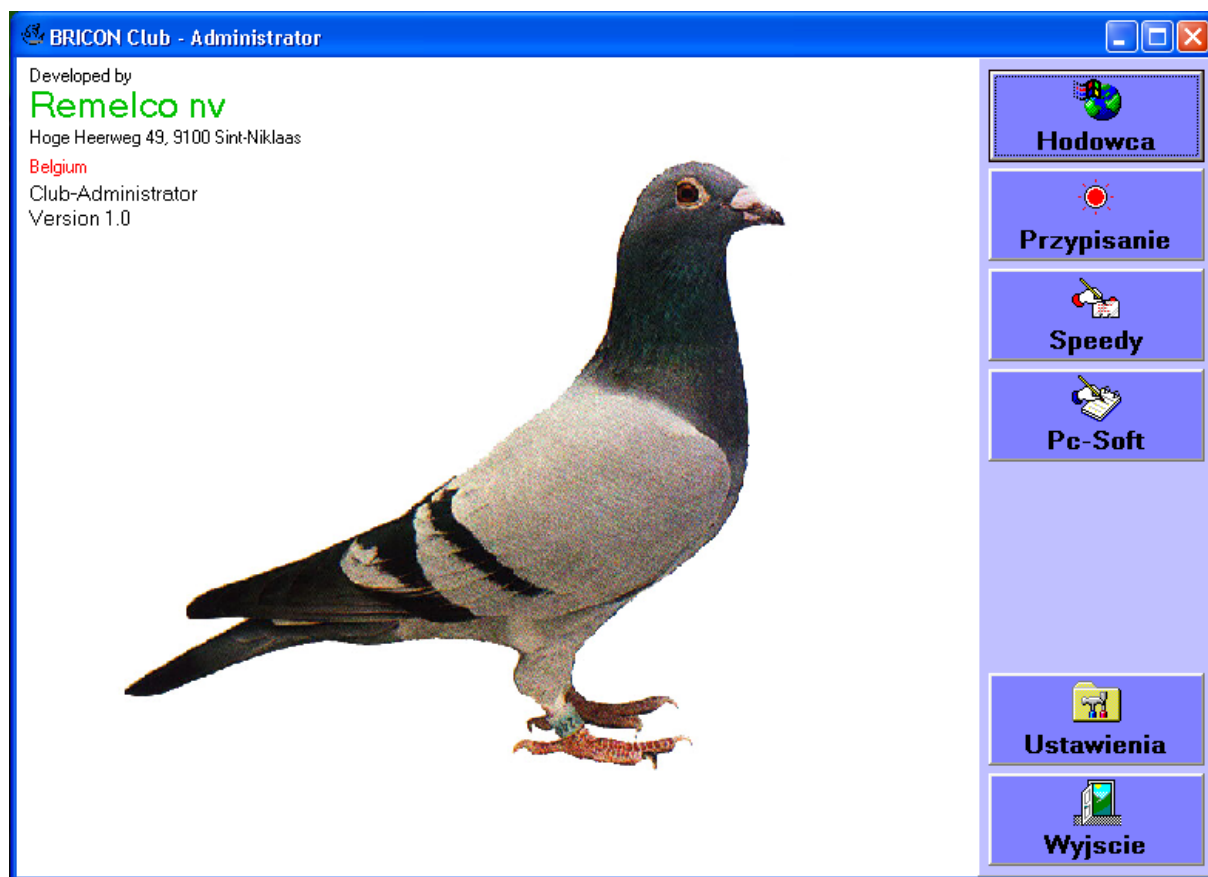 BRICON Club - Administrator
Developed by
Remelco nv
Hoge Heerweg 49, 9100 Sint-Niklaas
Belgium
Club-Administrator
Version 1.0
Hodowca
Przypisanie
Speedy
Pc-Soft
Ustawienia
Wyjscie